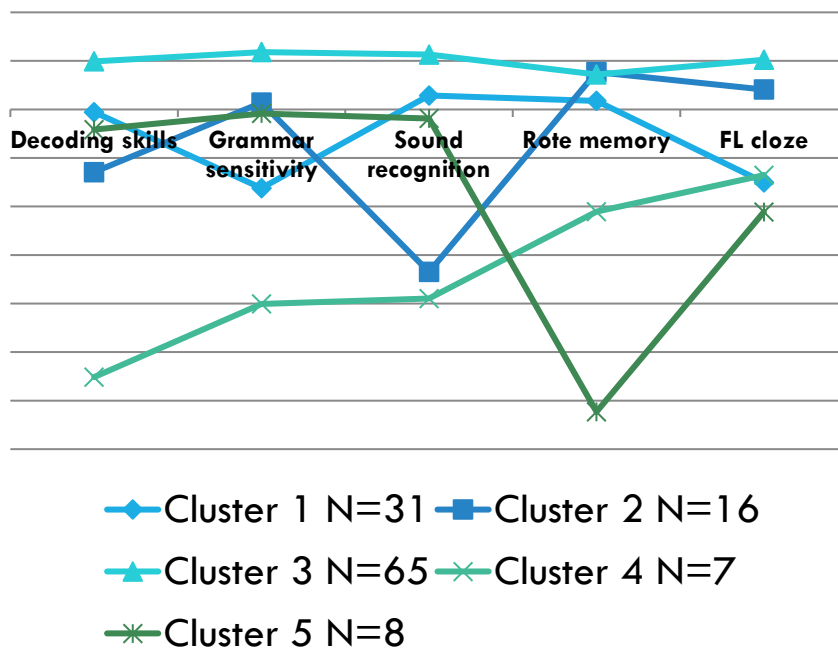 Decoding skills Grammar sensitivity Sound recognition Rote memory FL cloze
Cluster 1 N=31 Cluster 2 N=16
Cluster 3 N=65 Cluster 4 N=7
Cluster 5 N=8